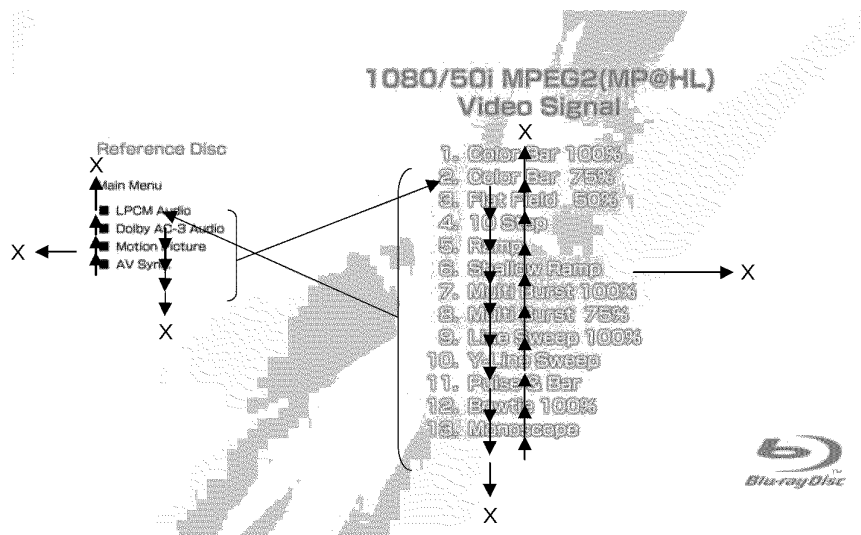 1080/50i MPEG2(MP@HL)
Video Signal
Reference Disc
X
Main Menu
■ LPCM Audio
■ Dolby AC-3 Audio
■ Motion Picture
■ AV Sync
X
X
X
1. Color Bar 100%
2. Color Bar 75%
3. Flat Field 50%
4. 10 Step
5. Ramp
6. Shallow Ramp
7. Multi Burst 100%
8. Multi Burst 75%
9. Line Sweep 100%
10. Y-Line Sweep
11. Pulse & Bar
12. Bowtie 100%
13. Monoscope
X
X
Blu-ray Disc